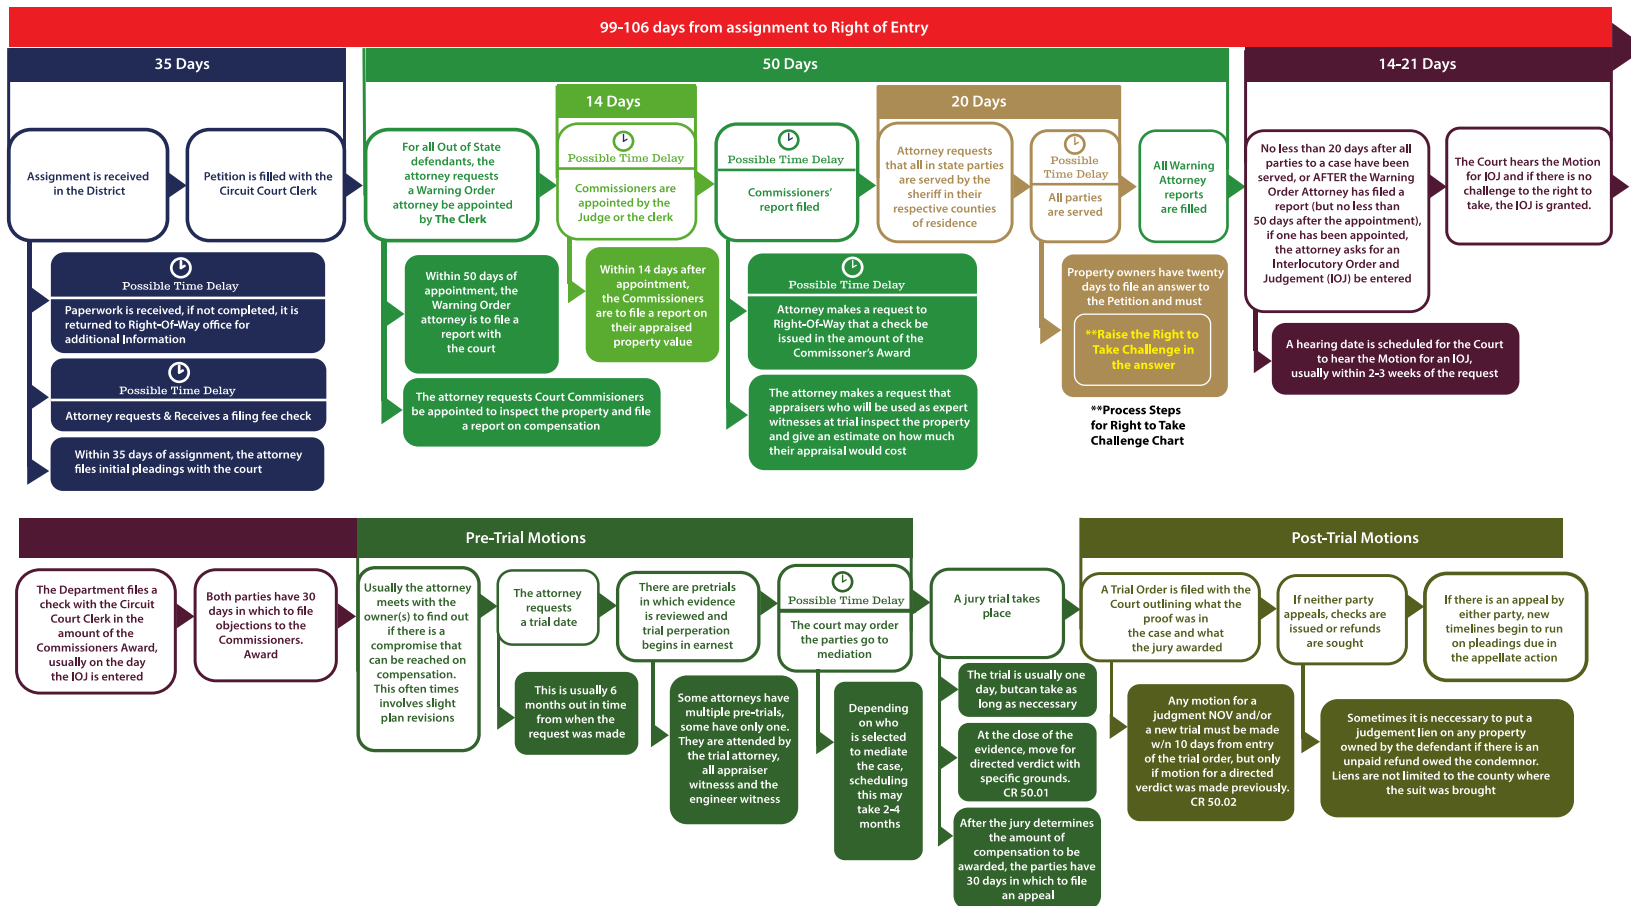 99-106 days from assignment to Right of Entry
35 Days
Assignment is received
in the District
Petition is filled with the
Circuit Court Clerk
Possible Time Delay
Paperwork is received, if not completed, it is
returned to Right-Of-Way office for
additional Information
Possible Time Delay
Attorney requests & Receives a filing fee check
Within 35 days of assignment, the attorney
files initial pleadings with the court
50 Days
For all Out of State
defendants, the
attorney requests
a Warning Order
attorney be appointed
by The Clerk
Within 50 days of
appointment, the
Warning Order
attorney is to file a
report with
the court
The attorney requests Court Commisioners
be appointed to inspect the property and file
a report on compensation
14 Days
Possible Time Delay
Commissioners are
appointed by the
Judge or the clerk
Within 14 days after
appointment,
the Commissioners
are to file a report on
their appraised
property value
Possible Time Delay
Commissioners'
report filed
Possible Time Delay
Attorney makes a request to
Right-Of-Way that a check be
issued in the amount of the
Commissoner's Award
The attorney makes a request that
appraisers who will be used as expert
witnesses at trial inspect the property
and give an estimate on how much
their appraisal would cost
20 Days
Attorney requests
that all in state parties
are served by the
sheriff in their
respective counties
of residence
Possible
Time Delay
All parties
are served
Property owners have twenty
days to file an answer to
the Petition and must
**Raise the Right to
Take Challenge in
the answer
**Process Steps
for Right to Take
Challenge Chart
All Warning
Attorney
reports
are filled
14-21 Days
No less than 20 days after all
parties to a case have been
served, or AFTER the Warning
Order Attorney has filed a
report (but no less than
50 days after the appointment),
if one has been appointed,
the attorney asks for an
Interlocutory Order and
Judgement (IOJ) be entered
A hearing date is scheduled for the Court
to hear the Motion for an IOJ,
usually within 2-3 weeks of the request
The Court hears the Motion
for IOJ and if there is no
challenge to the right to
take, the IOJ is granted.
The Department files a
check with the Circuit
Court Clerk in the
amount of the
Commissioners Award,
usually on the day
the IOJ is entered
Both parties have 30
days in which to file
objections to the
Commissioners.
Award
Pre-Trial Motions
Usually the attorney
meets with the
owner(s) to find out
if there is a
compromise that
can be reached on
compensation.
This often times
involves slight
plan revisions
The attorney
requests
a trial date
This is usually 6
months out in time
from when the
request was made
There are pretrials
in which evidence
is reviewed and
trial perperation
begins in earnest
Some attorneys have
multiple pre-trials,
some have only one.
They are attended by
the trial attorney,
all appraiser
witnesss and the
engineer witness
Possible Time Delay
The court may order
the parties go to
mediation
Depending
on who
is selected
to mediate
the case,
scheduling
this may
take 2-4
months
A jury trial takes
place
The trial is usually one
day, butcan take as
long as neccessary
At the close of the
evidence, move for
directed verdict with
specific grounds.
CR 50.01
After the jury determines
the amount of
compensation to be
awarded, the parties have
30 days in which to file
an appeal
Post-Trial Motions
A Trial Order is filed with the
Court outlining what the
proof was in
the case and what
the jury awarded
Any motion for a
judgment NOV and/or
a new trial must be made
w/n 10 days from entry
of the trial order, but only
if motion for a directed
verdict was made previously.
CR 50.02
If neither party
appeals, checks are
issued or refunds
are sought
Sometimes it is neccessary to put a
judgement lien on any property
owned by the defendant if there is an
unpaid refund owed the condemnor.
Liens are not limited to the county where
the suit was brought
If there is an appeal by
either party, new
timelines begin to run
on pleadings due in
the appellate action